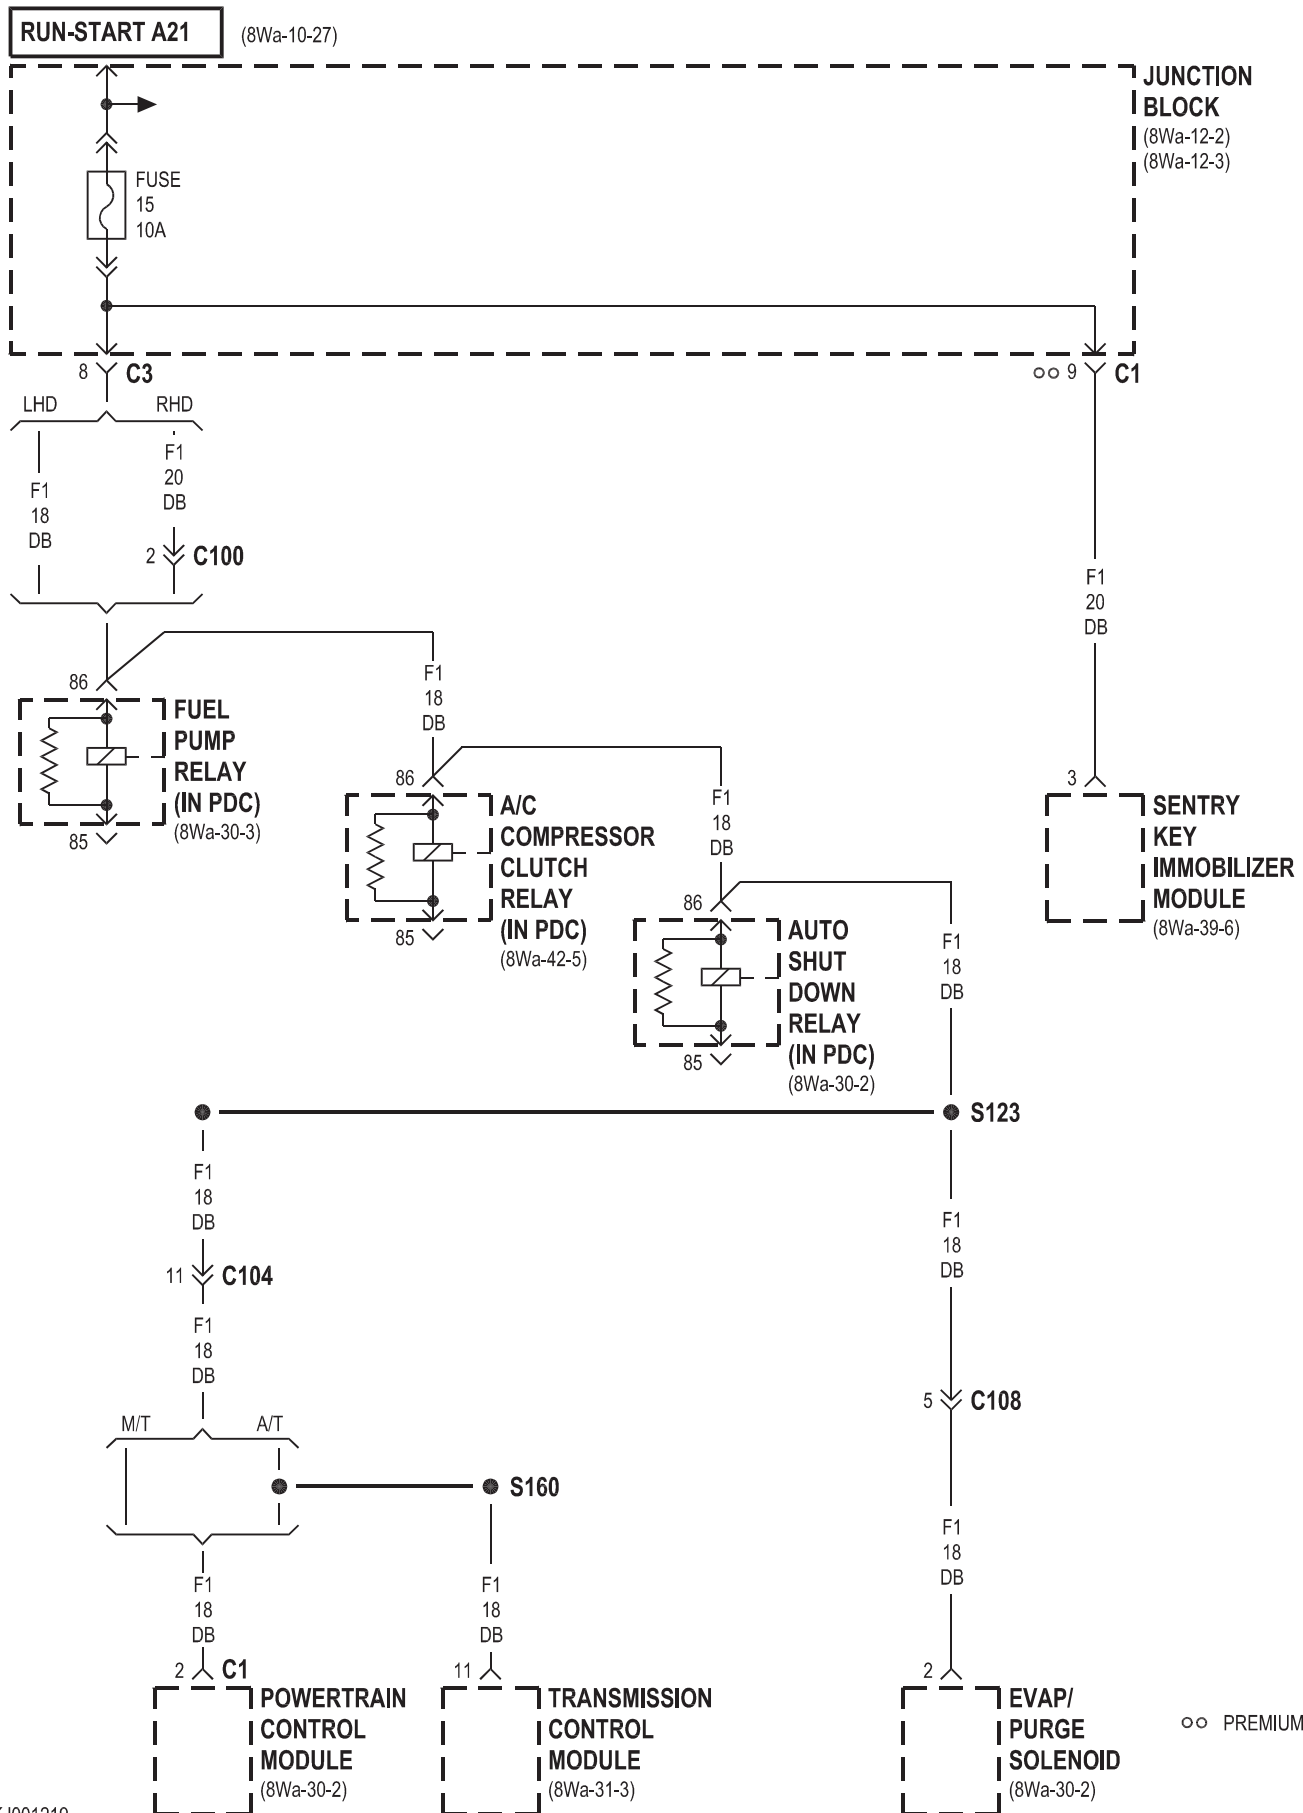 RUN-START A21 (8Wa-10-27)
JUNCTION
BLOCK
(8Wa-12-2)
(8Wa-12-3)
FUSE
15
10A
8 C3
9 C1
LHD RHD
F1
20
DB
F1
18
DB
2 C100
F1
20
DB
86
F1
18
DB
FUEL
PUMP
RELAY
(IN PDC)
(8Wa-30-3)
85
86
F1
18
DB
A/C
COMPRESSOR
CLUTCH
RELAY
(IN PDC)
(8Wa-42-5)
85
3
SENTRY
KEY
IMMOBILIZER
MODULE
(8Wa-39-6)
86
AUTO
SHUT
DOWN
RELAY
(IN PDC)
(8Wa-30-2)
85
F1
18
DB
S123
F1
18
DB
11 C104
F1
18
DB
F1
18
DB
5 C108
M/T A/T
S160
F1
18
DB
F1
18
DB
F1
18
DB
2 C1
POWERTRAIN
CONTROL
MODULE
(8Wa-30-2)
11
TRANSMISSION
CONTROL
MODULE
(8Wa-31-3)
2
EVAP/
PURGE
SOLENOID
(8Wa-30-2)
PREMIUM